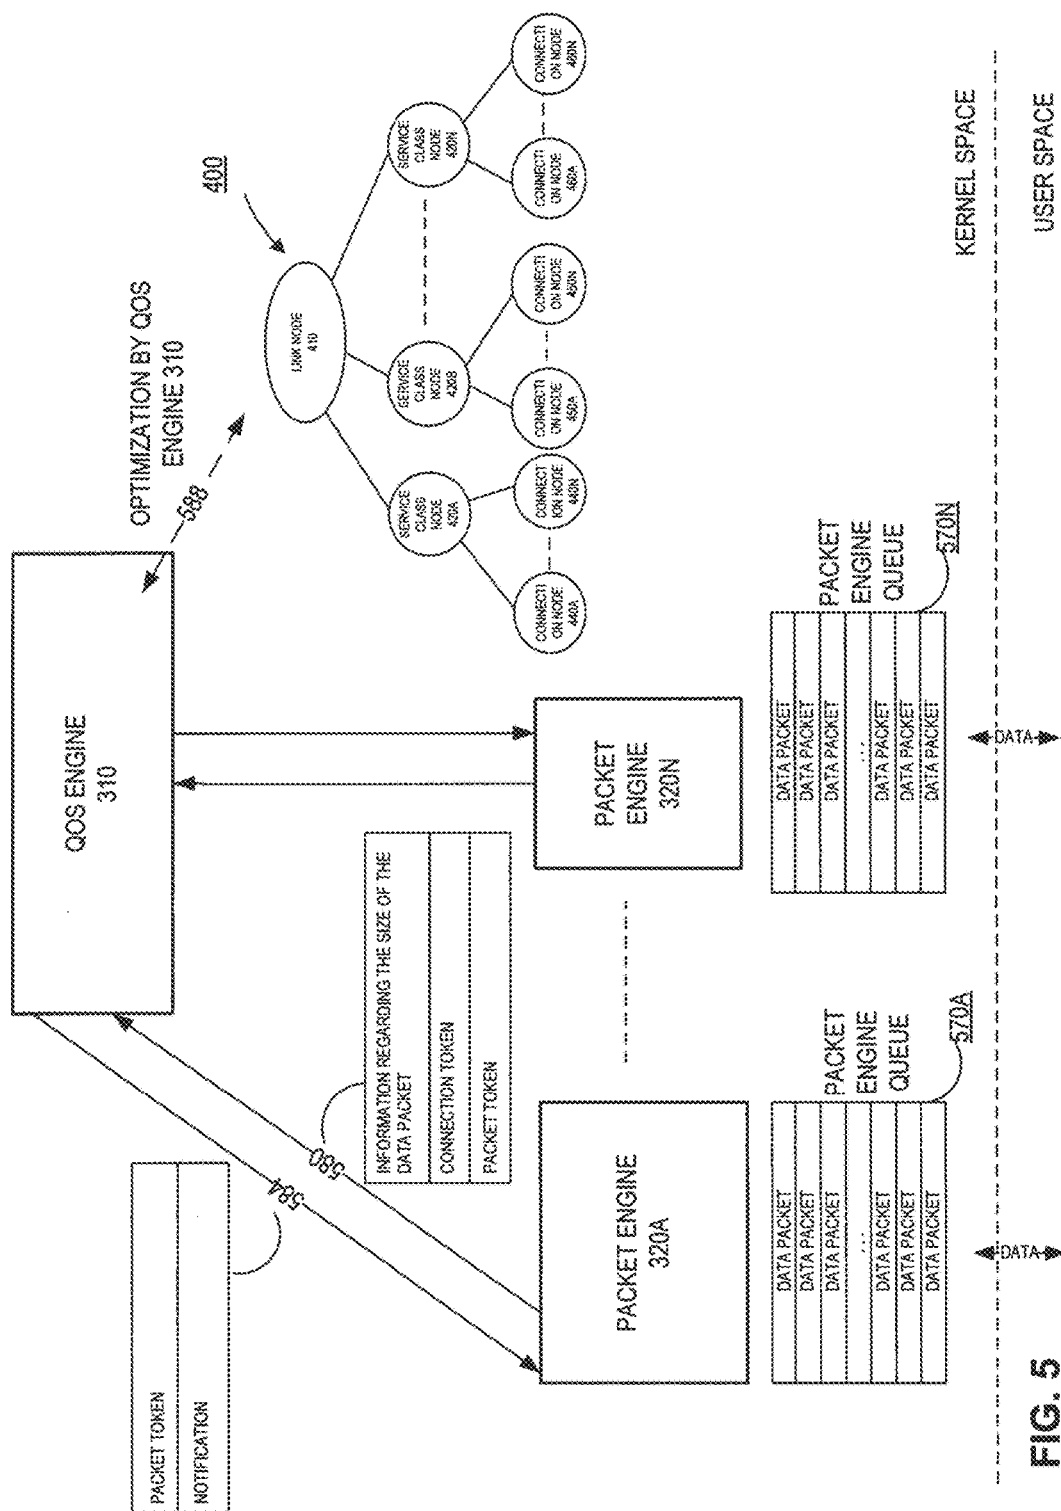 PACKET TOKEN
NOTIFICATION
584
580
QOS ENGINE
310
OPTIMIZATION BY QOS
ENGINE 310
588
400
LINK NODE
410
SERVICE
CLASS
NODE
420A
SERVICE
CLASS
NODE
420B
SERVICE
CLASS
NODE
420N
CONNECTI
ON NODE
440A
CONNECT
ION NODE
440N
CONNECTI
ON NODE
450A
CONNECTI
ON NODE
450N
CONNECTI
ON NODE
460A
CONNECTI
ON NODE
460N
INFORMATION REGARDING THE SIZE OF THE
DATA PACKET
CONNECTION TOKEN
PACKET TOKEN
PACKET ENGINE
320A
PACKET
ENGINE
320N
DATA PACKET
DATA PACKET
DATA PACKET
...
DATA PACKET
DATA PACKET
DATA PACKET
PACKET
ENGINE
QUEUE
570A
DATA PACKET
DATA PACKET
DATA PACKET
...
DATA PACKET
DATA PACKET
DATA PACKET
PACKET
ENGINE
QUEUE
570N
KERNEL SPACE
DATA
DATA
USER SPACE
FIG. 5